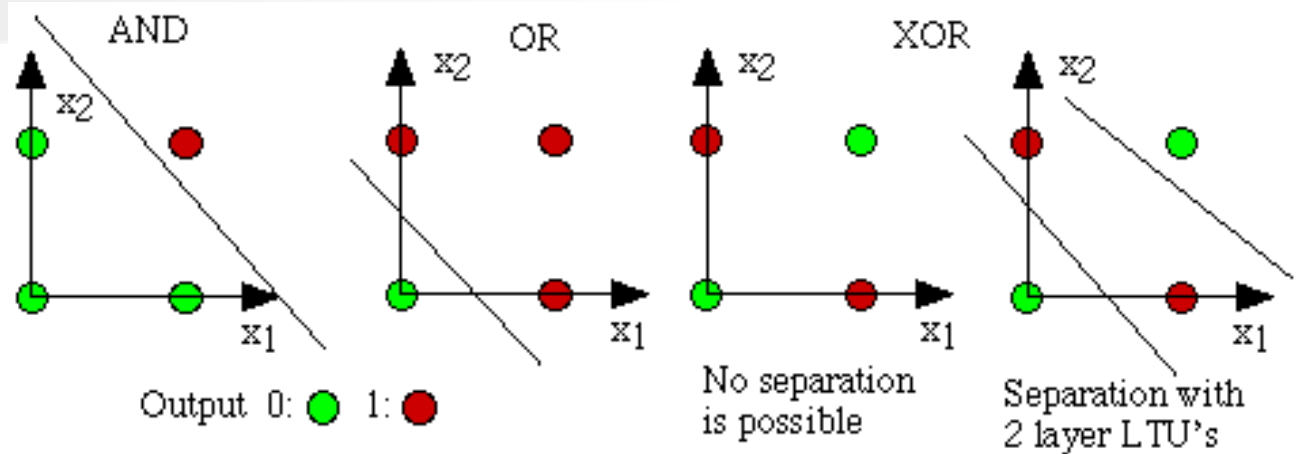 AND
OR
XOR
x2
x2
x2
x2
x1
x1
x1
x1
Output 0: 1:
No separation
is possible
Separation with
2 layer LTU's